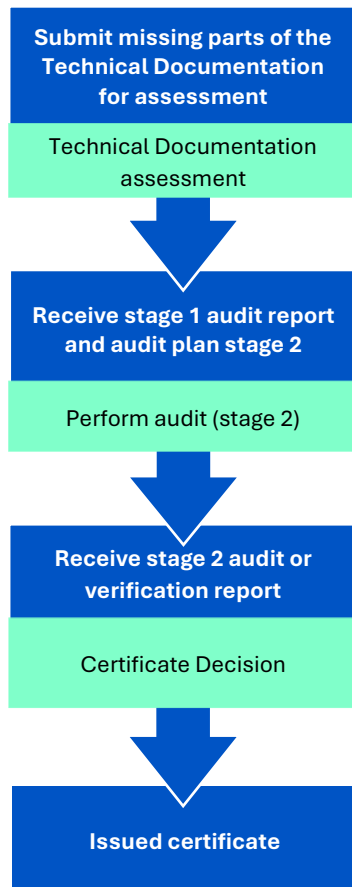 Submit missing parts of the
Technical Documentation
for assessment
Technical Documentation
assessment
Receive stage 1 audit report
and audit plan stage 2
Perform audit (stage 2)
Receive stage 2 audit or
verification report
Certificate Decision
Issued certificate